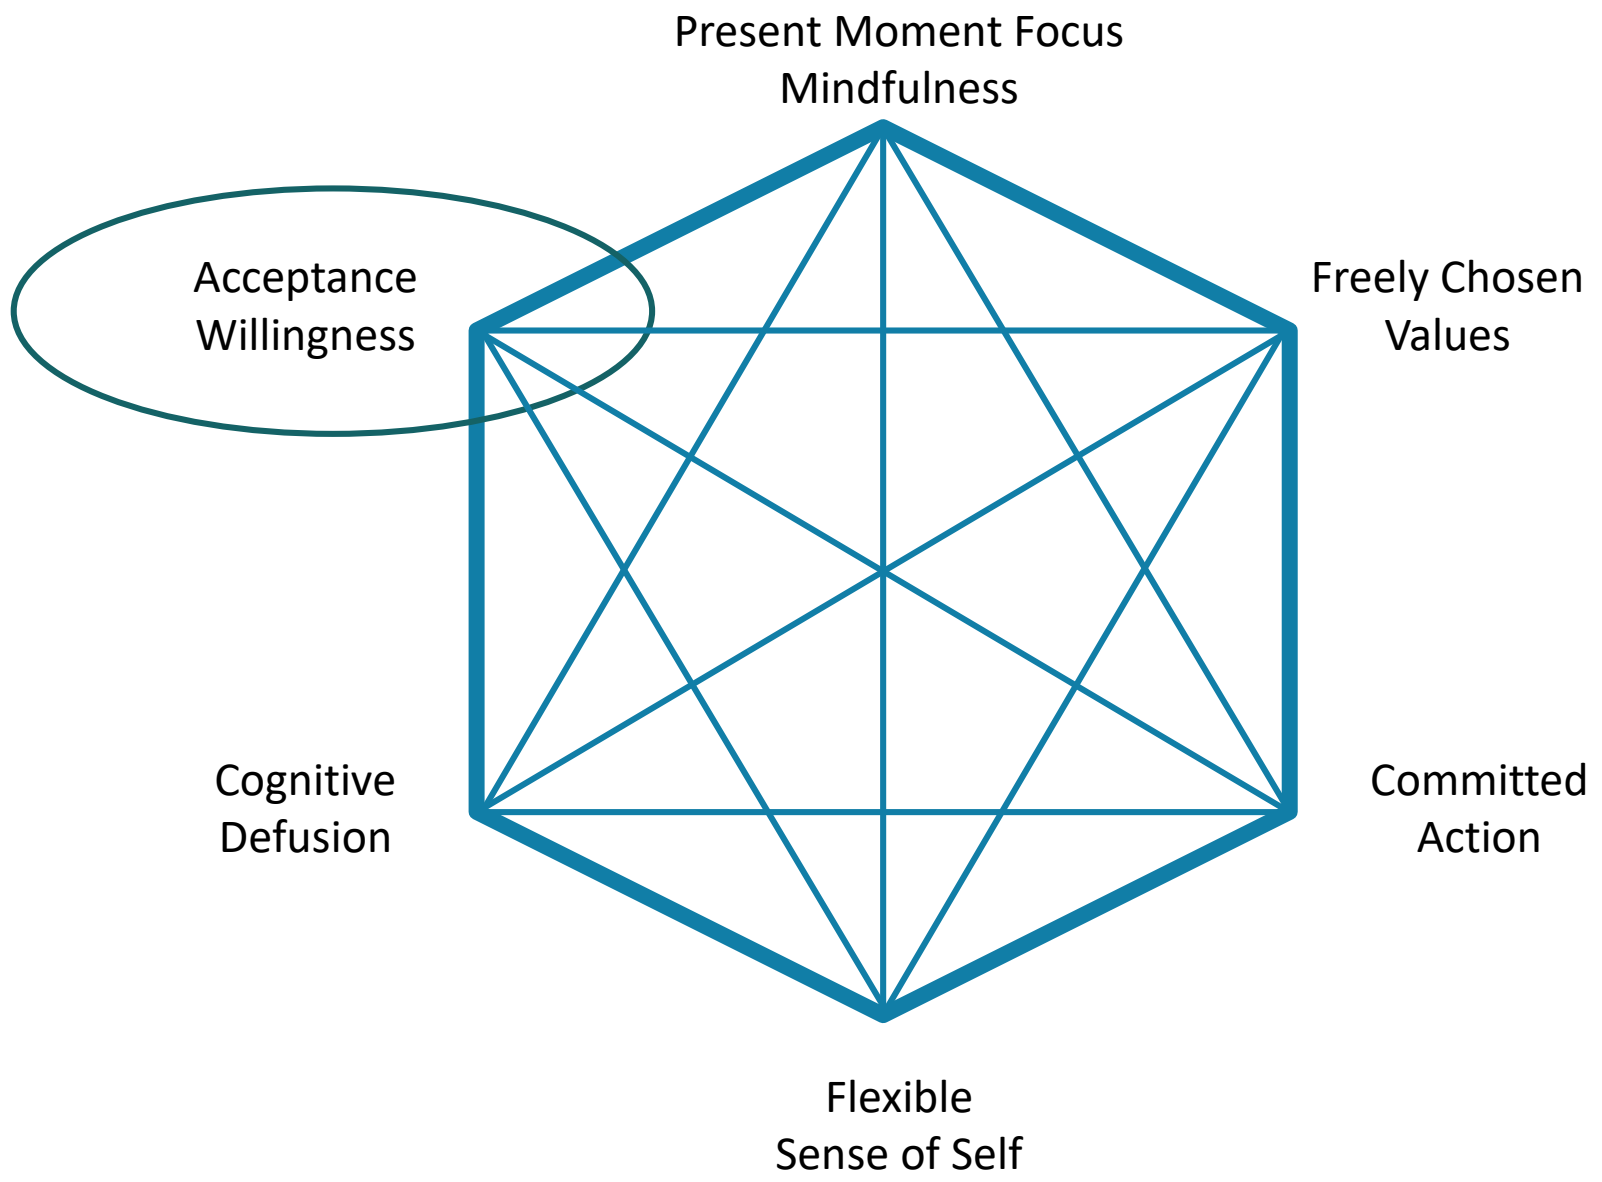 Present Moment Focus
Mindfulness
Acceptance
Willingness
Freely Chosen
Values
Cognitive
Defusion
Committed
Action
Flexible
Sense of Self